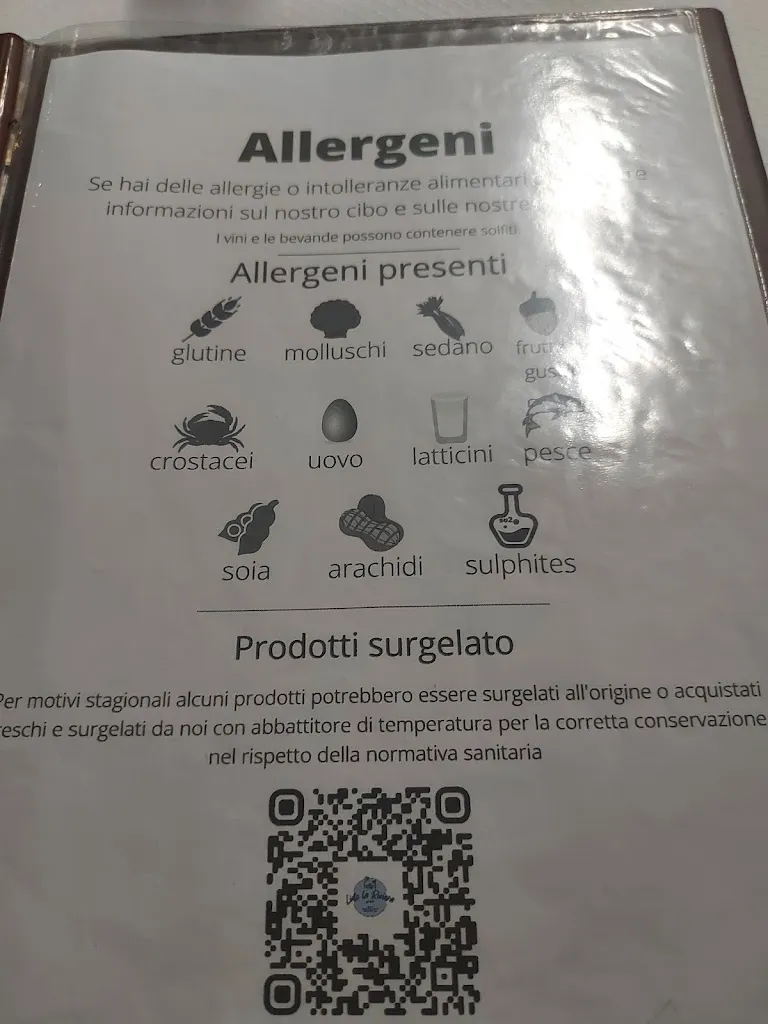 Allergeni
Se hai delle allergie o intolleranze alimentari
informazioni sul nostro cibo e sulle nostre
I vini e le bevande possono contenere solfiti
Allergeni presenti
glutine molluschi sedano
crostacei uovo latticini pesce
so2
soia arachidi sulphites
Prodotti surgelato
Per motivi stagionali alcuni prodotti potrebbero essere surgelati all'origine o acquistati
e surgelati da noi con abbattitore di temperatura per la corretta conservazione
nel rispetto della normativa sanitaria